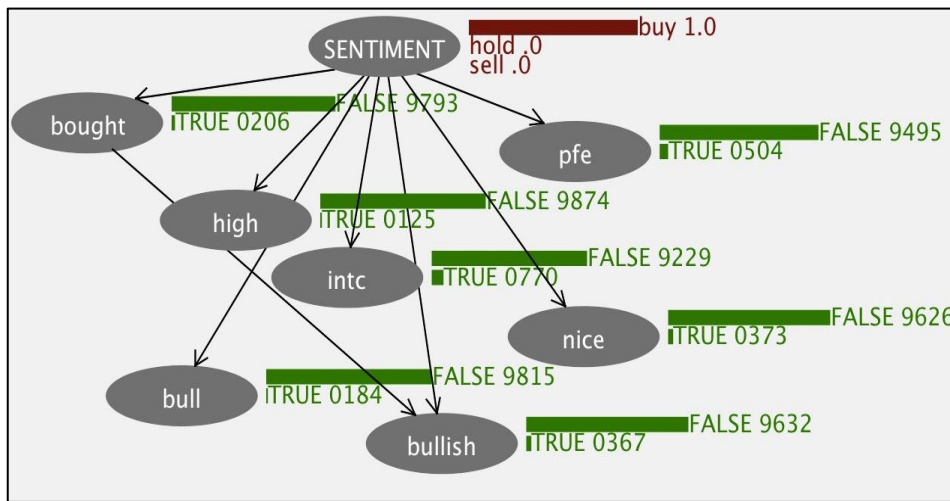 SENTIMENT
buy 1.0
hold .0
sell .0
bought
FALSE 9793
TRUE 0206
pfe
FALSE 9495
TRUE 0504
high
FALSE 9874
TRUE 0125
intc
FALSE 9229
TRUE 0770
nice
FALSE 9626
TRUE 0373
bull
FALSE 9815
TRUE 0184
bullish
FALSE 9632
TRUE 0367